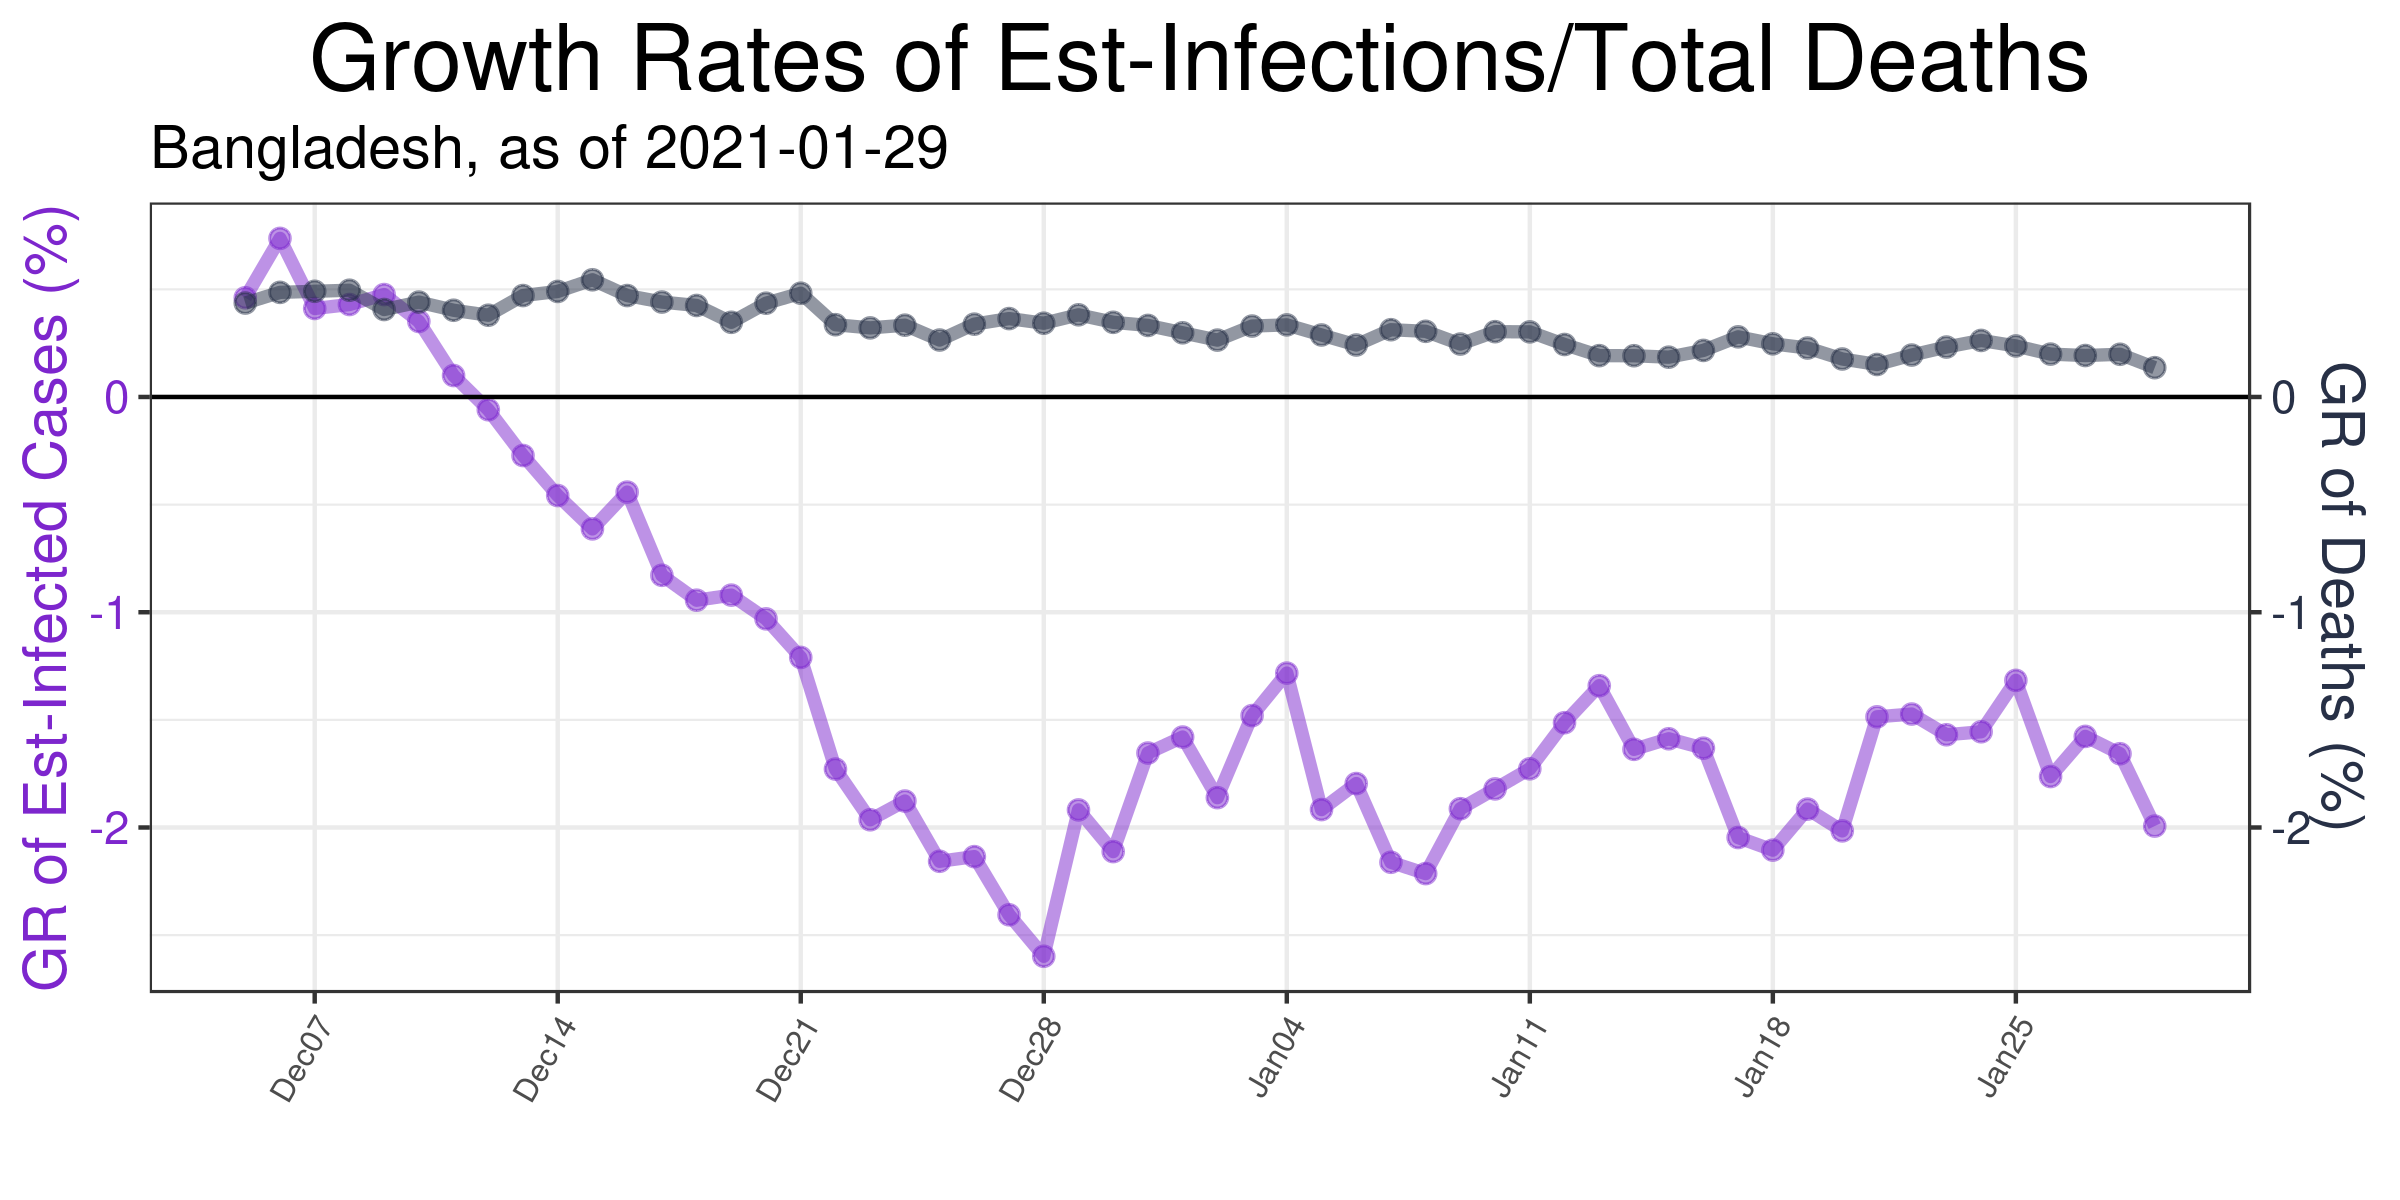 Growth Rates of Est-Infections/Total Deaths
Bangladesh, as of 2021-01-29
GR of Est-Infected Cases (%)
0
-1
-2
0
-1
-2
GR of Deaths (%)
Dec07
Dec14
Dec21
Dec28
Jan04
Jan11
Jan18
Jan25